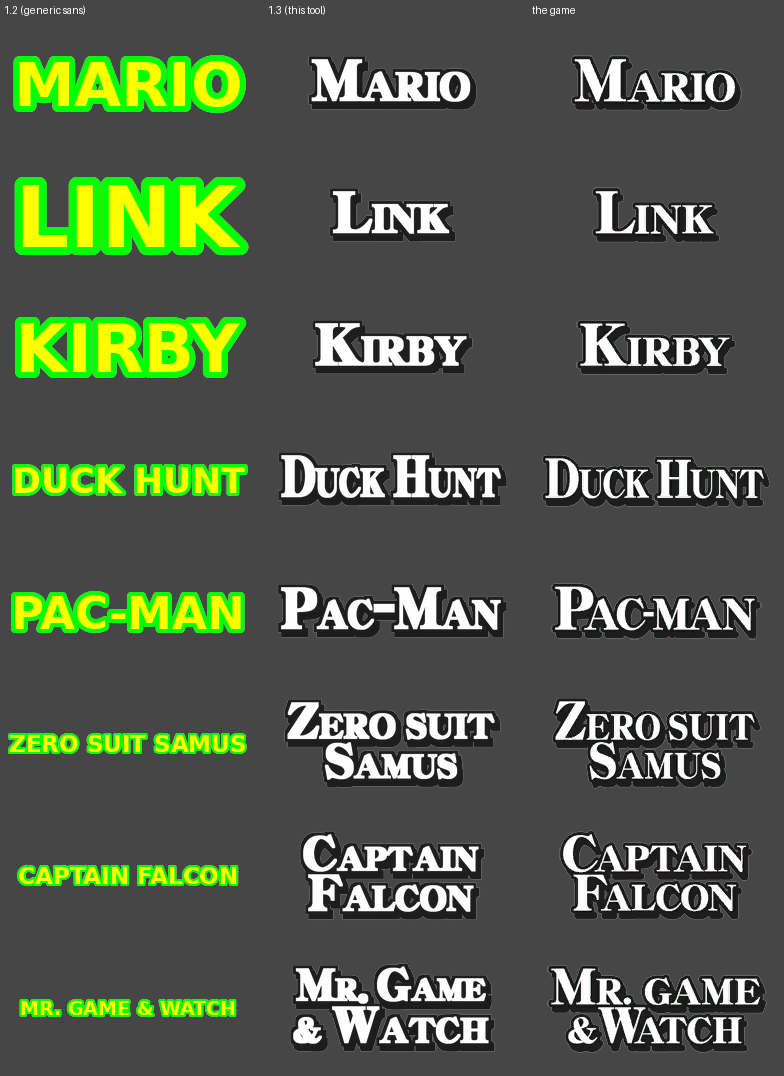 1.2 (generic sans) 1.3 (this tool) the game
MARIO MARIO MARIO
LINK LINK LINK
KIRBY KIRBY KIRBY
DUCK HUNT DUCK HUNT DUCK HUNT
PAC-MAN PAC-MAN PAC-MAN
ZERO SUIT SAMUS
ZERO SUIT
SAMUS
ZERO SUIT
SAMUS
CAPTAIN FALCON
CAPTAIN
FALCON
CAPTAIN
FALCON
MR. GAME & WATCH
MR. GAME
& WATCH
MR. GAME
& WATCH